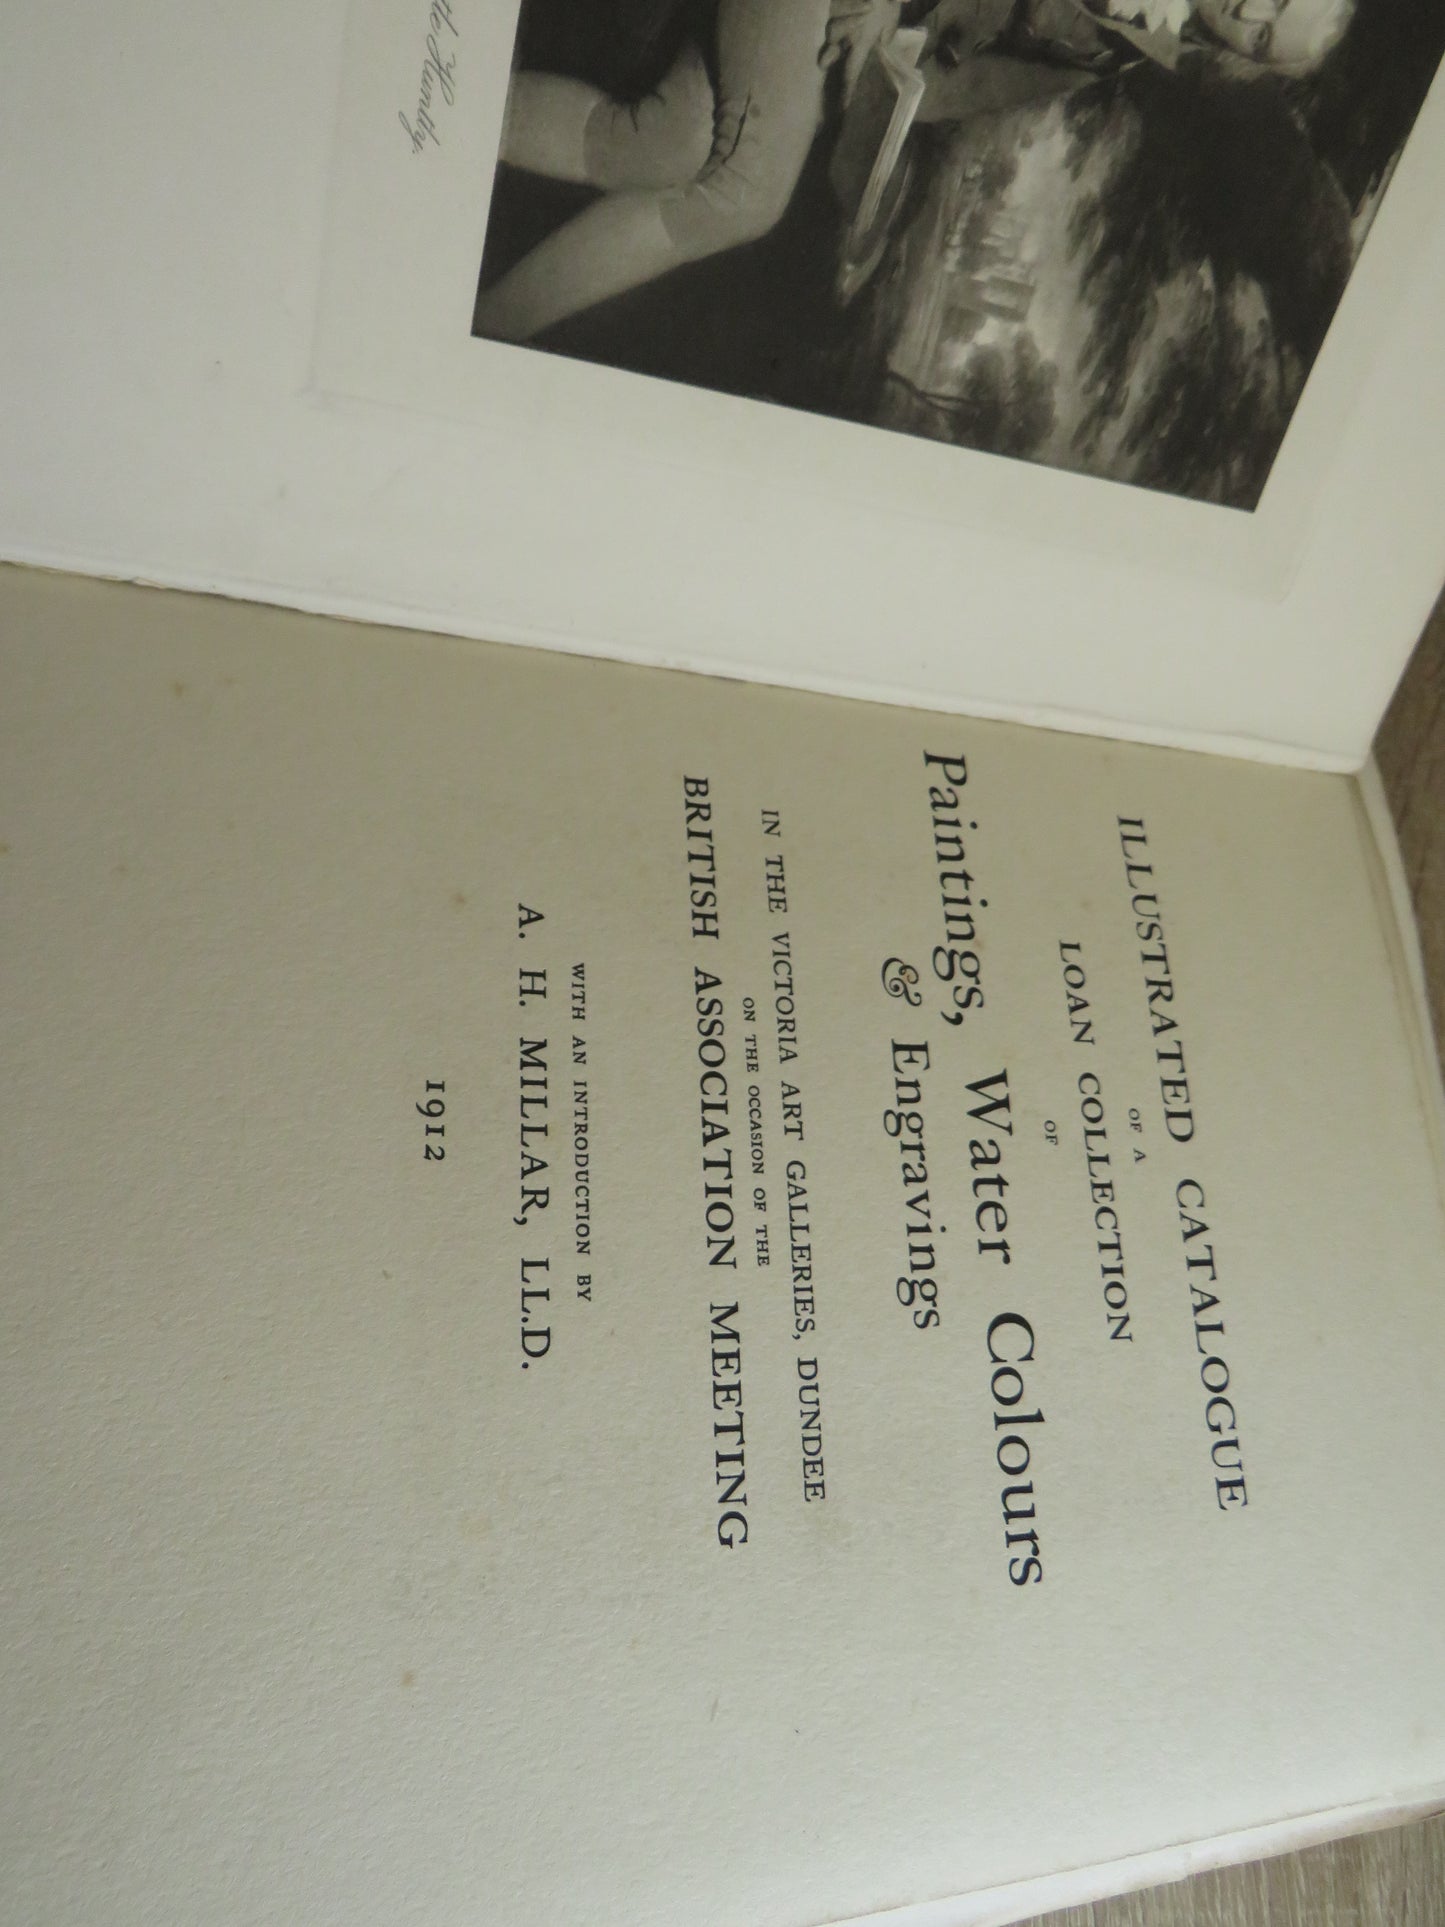 Huntly.
ILLUSTRATED CATALOGUE
OF A
LOAN COLLECTION
OF
Paintings, Water Colours
& Engravings
IN THE VICTORIA ART GALLERIES, DUNDEE
ON THE OCCASION OF THE
BRITISH ASSOCIATION MEETING
WITH AN INTRODUCTION BY
A. H. MILLAR, LL.D.
1912